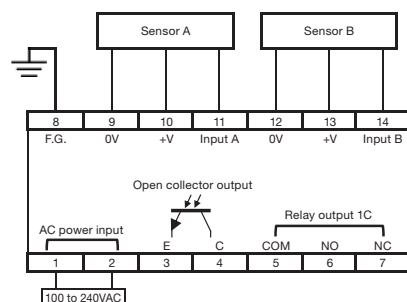 Sensor A Sensor B
8 9 10 11 12 13 14
F.G. 0V +V Input A 0V +V Input B
Open collector output
AC power input Relay output 1C
E C COM NO NC
1 2 3 4 5 6 7
100 to 240VAC